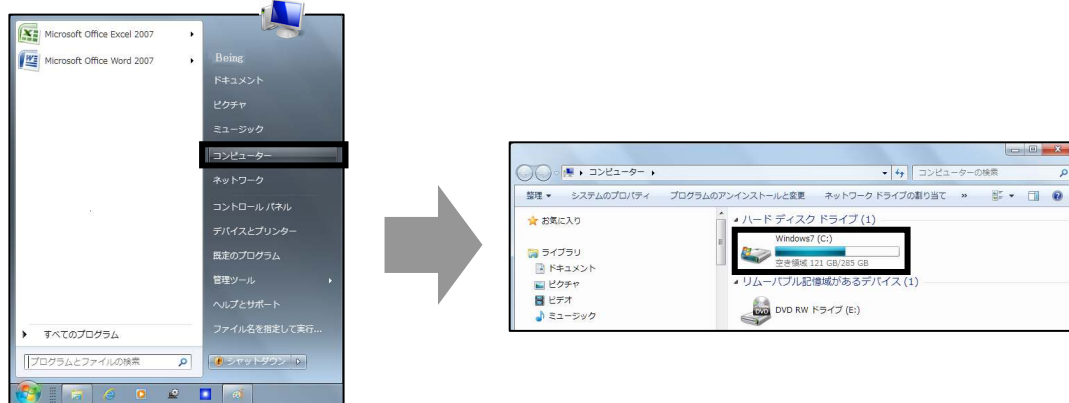 Microsoft Office Excel 2007
Microsoft Office Word 2007
すべてのプログラム
プログラムとファイルの検索
Being
ドキュメント
ピクチャ
ミュージック
コンピューター
ネットワーク
コントロール パネル
デバイスとプリンター
既定のプログラム
管理ツール
ヘルプとサポート
ファイル名を指定して実行...
シャットダウン
コンピューター
コンピューターの検索
整理 システムのプロパティ プログラムのアンインストールと変更 ネットワーク ドライブの割り当て »
お気に入り
ライブラリ
ドキュメント
ピクチャ
ビデオ
ミュージック
ハード ディスク ドライブ (1)
Windows7 (C:)
空き領域 121 GB/285 GB
リムーバブル記憶域があるデバイス (1)
DVD RW ドライブ (E:)